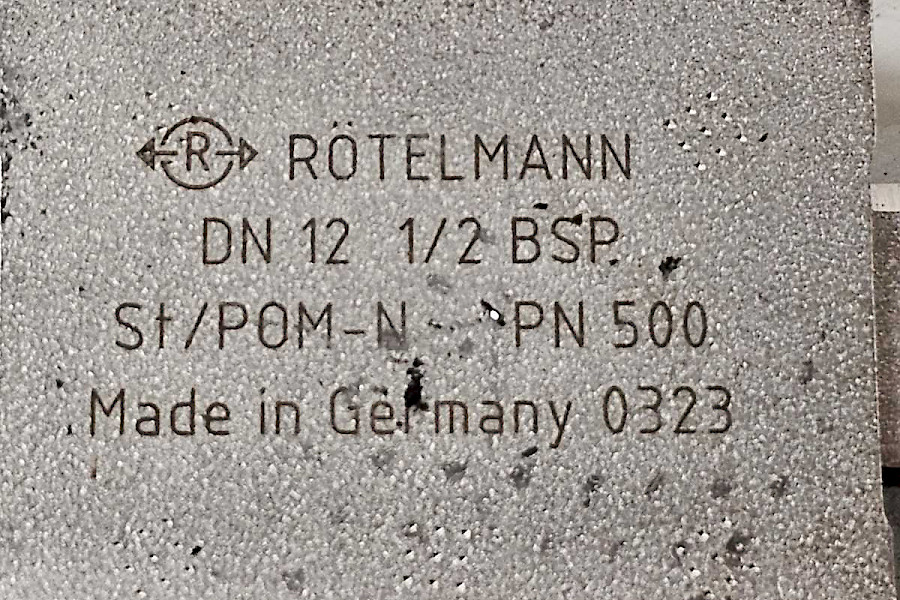 R RÖTELMANN
DN 12 1/2 BSP.
St/POM-N PN 500
Made in Germany 0323